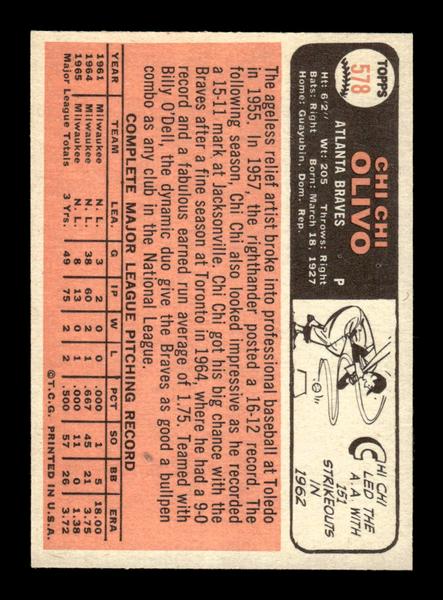 TOPPS
578
CHI CHI
OLIVO
ATLANTA BRAVES P
Ht: 6'2" Wt: 205 Throws: Right
Bats: Right Born: March 18, 1927
Home: Guayubin, Dom. Rep.
CHI CHI
LED THE
A.A. WITH
151
STRIKEOUTS
IN
1962
The ageless relief artist broke into professional baseball at Toledo
in 1955. In 1957, the righthander posted a 16-12 record. The
following season, Chi Chi also looked impressive as he recorded
a 15-11 mark at Jacksonville. Chi Chi got his big chance with the
Braves after a fine season at Toronto in 1964, where he had a 9-0
record and a fabulous earned run average of 1.75. Teamed with
Billy O'Dell, the dynamic duo give the Braves as good a bullpen
combo as any club in the National League.
COMPLETE MAJOR LEAGUE PITCHING RECORD
YEAR TEAM LEA G IP W L PCT SO BB ERA
1961 Milwaukee N. L. 3 2 0 0 .000 1 5 18.00
1964 Milwaukee N. L. 38 60 2 1 .667 45 21 3.75
1965 Milwaukee N. L. 8 13 0 1 .000 11 0 1.38
Major League Totals 3 Yrs. 49 75 2 2 .500 57 26 3.72
©T.C.G. PRINTED IN U.S.A.